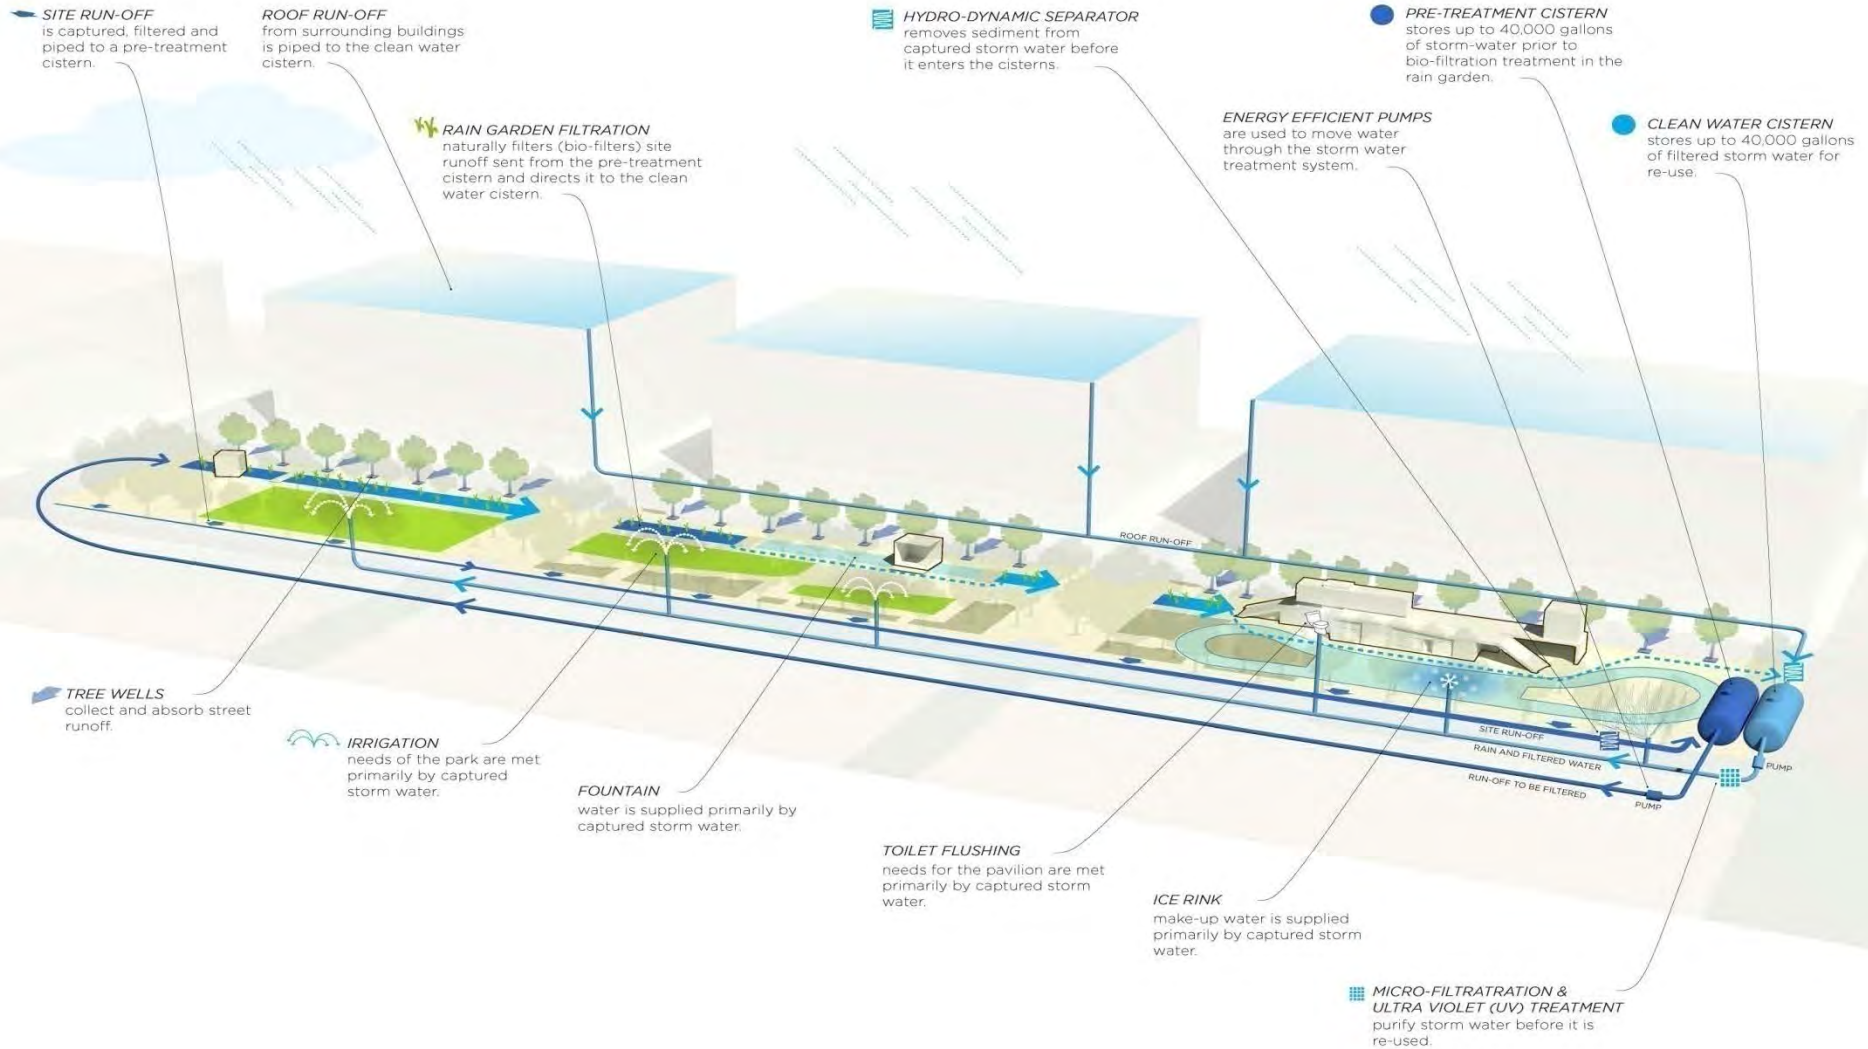 SITE RUN-OFF
is captured, filtered and
piped to a pre-treatment
cistern.
ROOF RUN-OFF
from surrounding buildings
is piped to the clean water
cistern.
RAIN GARDEN FILTRATION
naturally filters (bio-filters) site
runoff sent from the pre-treatment
cistern and directs it to the clean
water cistern.
HYDRO-DYNAMIC SEPARATOR
removes sediment from
captured storm water before
it enters the cisterns.
ENERGY EFFICIENT PUMPS
are used to move water
through the storm water
treatment system.
PRE-TREATMENT CISTERN
stores up to 40,000 gallons
of storm-water prior to
bio-filtration treatment in the
rain garden.
CLEAN WATER CISTERN
stores up to 40,000 gallons
of filtered storm water for
re-use.
ROOF RUN-OFF
SITE RUN-OFF
RAIN AND FILTERED WATER
RUN-OFF TO BE FILTERED
PUMP
PUMP
TREE WELLS
collect and absorb street
runoff.
IRRIGATION
needs of the park are met
primarily by captured
storm water.
FOUNTAIN
water is supplied primarily by
captured storm water.
TOILET FLUSHING
needs for the pavilion are met
primarily by captured storm
water.
ICE RINK
make-up water is supplied
primarily by captured storm
water.
MICRO-FILTRATRATION &
ULTRA VIOLET (UV) TREATMENT
purify storm water before it is
re-used.